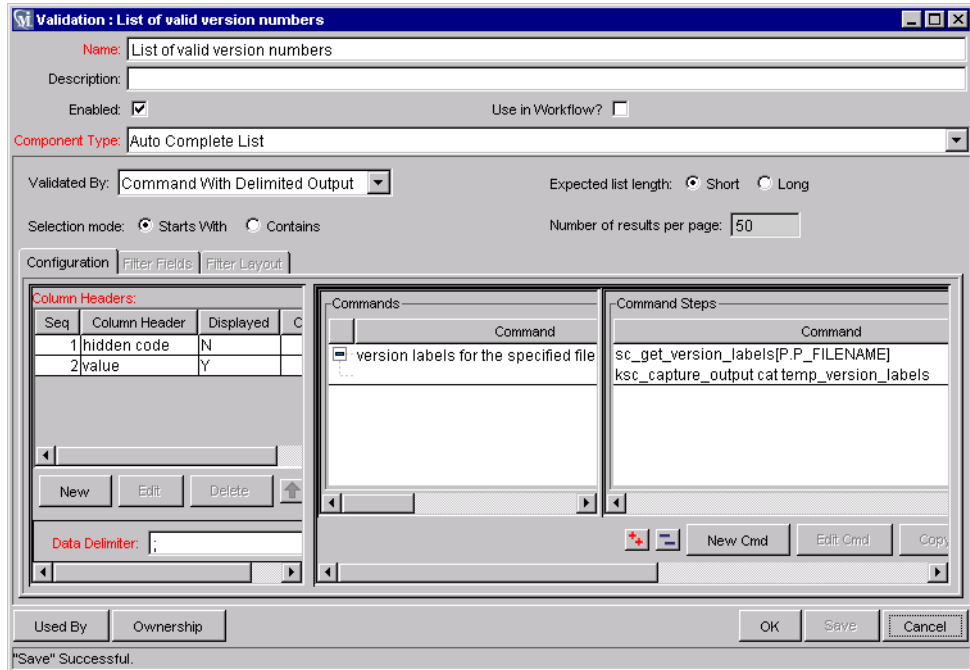 Validation : List of valid version numbers
Name: List of valid version numbers
Description:
Enabled: Use in Workflow?
Component Type: Auto Complete List
Validated By: Command With Delimited Output Expected list length: Short Long
Selection mode: Starts With Contains Number of results per page: 50
Configuration Filter Fields Filter Layout
Column Headers: Commands Command Steps
Seq Column Header Displayed C Command Command
1 hidden code N version labels for the specified file sc_get_version_labels[P.P_FILENAME]
2 value Y ksc_capture_output cat temp_version_labels
New Edit Delete
Data Delimiter: ; New Cmd Edit Cmd Copy
Used By Ownership OK Save Cancel
"Save" Successful.